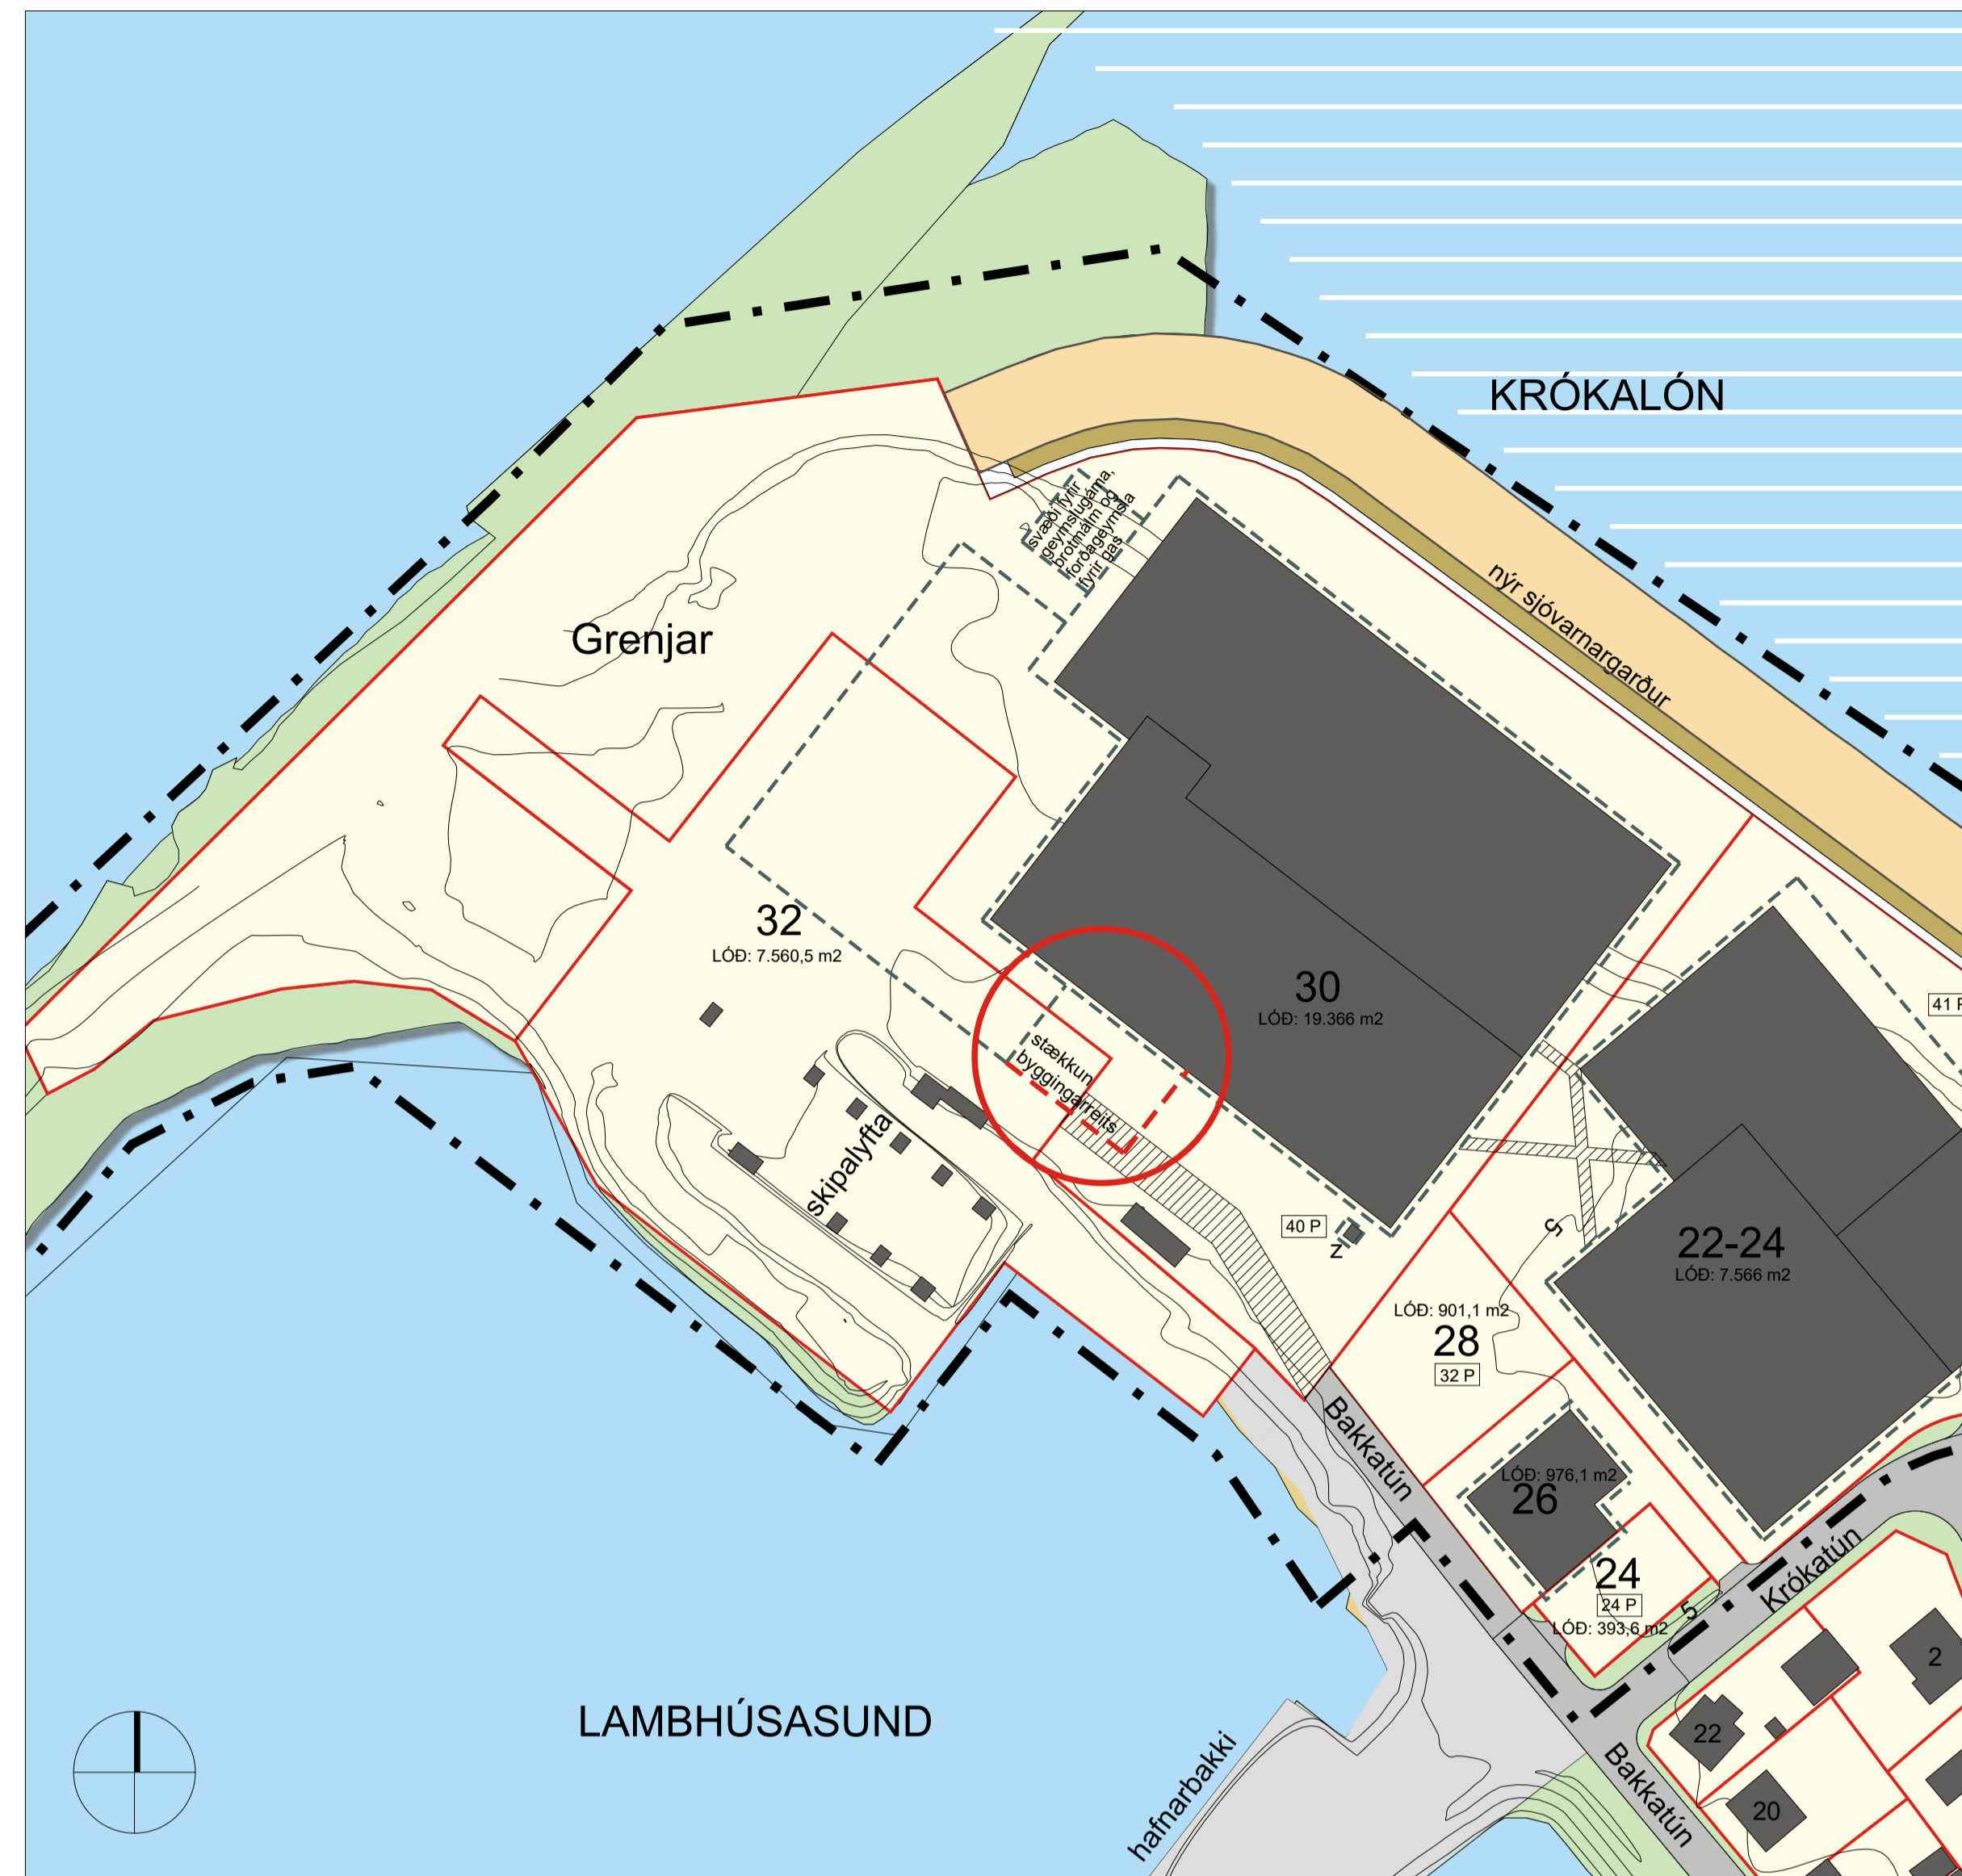 KRÓKALÓN
svæði fyrir
geymslugáma,
brotmálm og
forðageymsla
fyrir gas
nýr sjóvarnargarður
Grenjar
32
LÓÐ: 7.560,5 m2
30
LÓÐ: 19.366 m2
41 P
stækkun
byggingarreits
skipalyfta
40 P
z
5
22-24
LÓÐ: 7.566 m2
LÓÐ: 901,1 m2
28
32 P
Bakkatún
LÓÐ: 976,1 m2
26
24
24 P
LÓÐ: 393,6 m2
5
Krókatún
2
22
20
LAMBHÚSASUND
hafnarbakki
Bakkatún